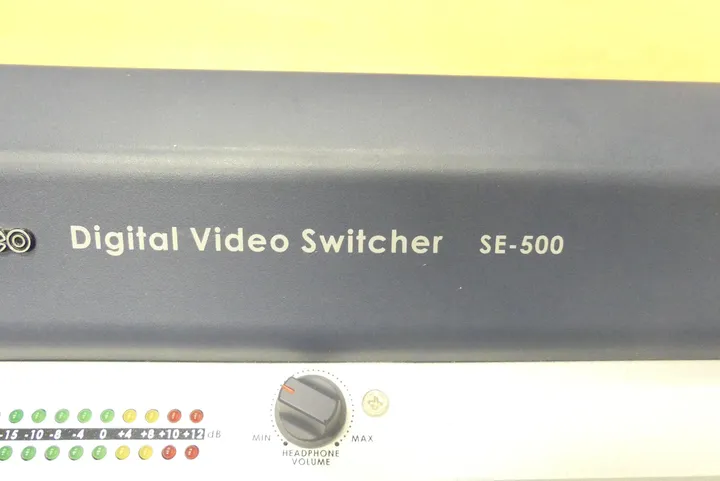 Digital Video Switcher SE-500
-15 -10 -8 -4 0 +4 +8 +10 +12 dB
MIN MAX
HEADPHONE
VOLUME